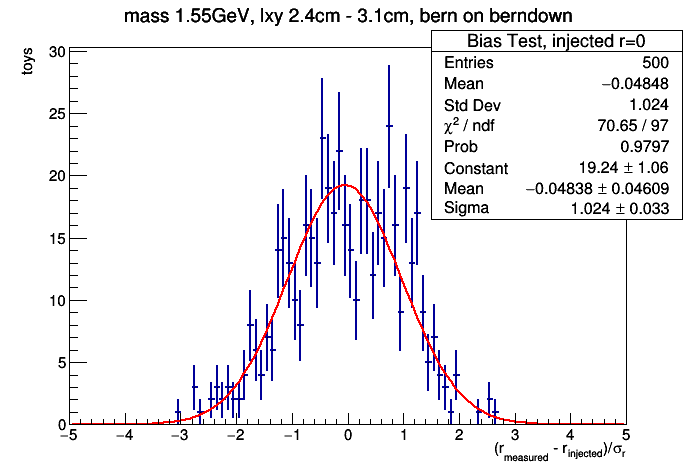 mass 1.55GeV, lxy 2.4cm - 3.1cm, bern on berndown
toys
Bias Test, injected r=0
Entries 500
Mean −0.04848
Std Dev 1.024
χ² / ndf 70.65 / 97
Prob 0.9797
Constant 19.24 ± 1.06
Mean −0.04838 ± 0.04609
Sigma 1.024 ± 0.033
30
25
20
15
10
5
0
−5 −4 −3 −2 −1 0 1 2 3 4 5
(r_measured - r_injected)/σ_r